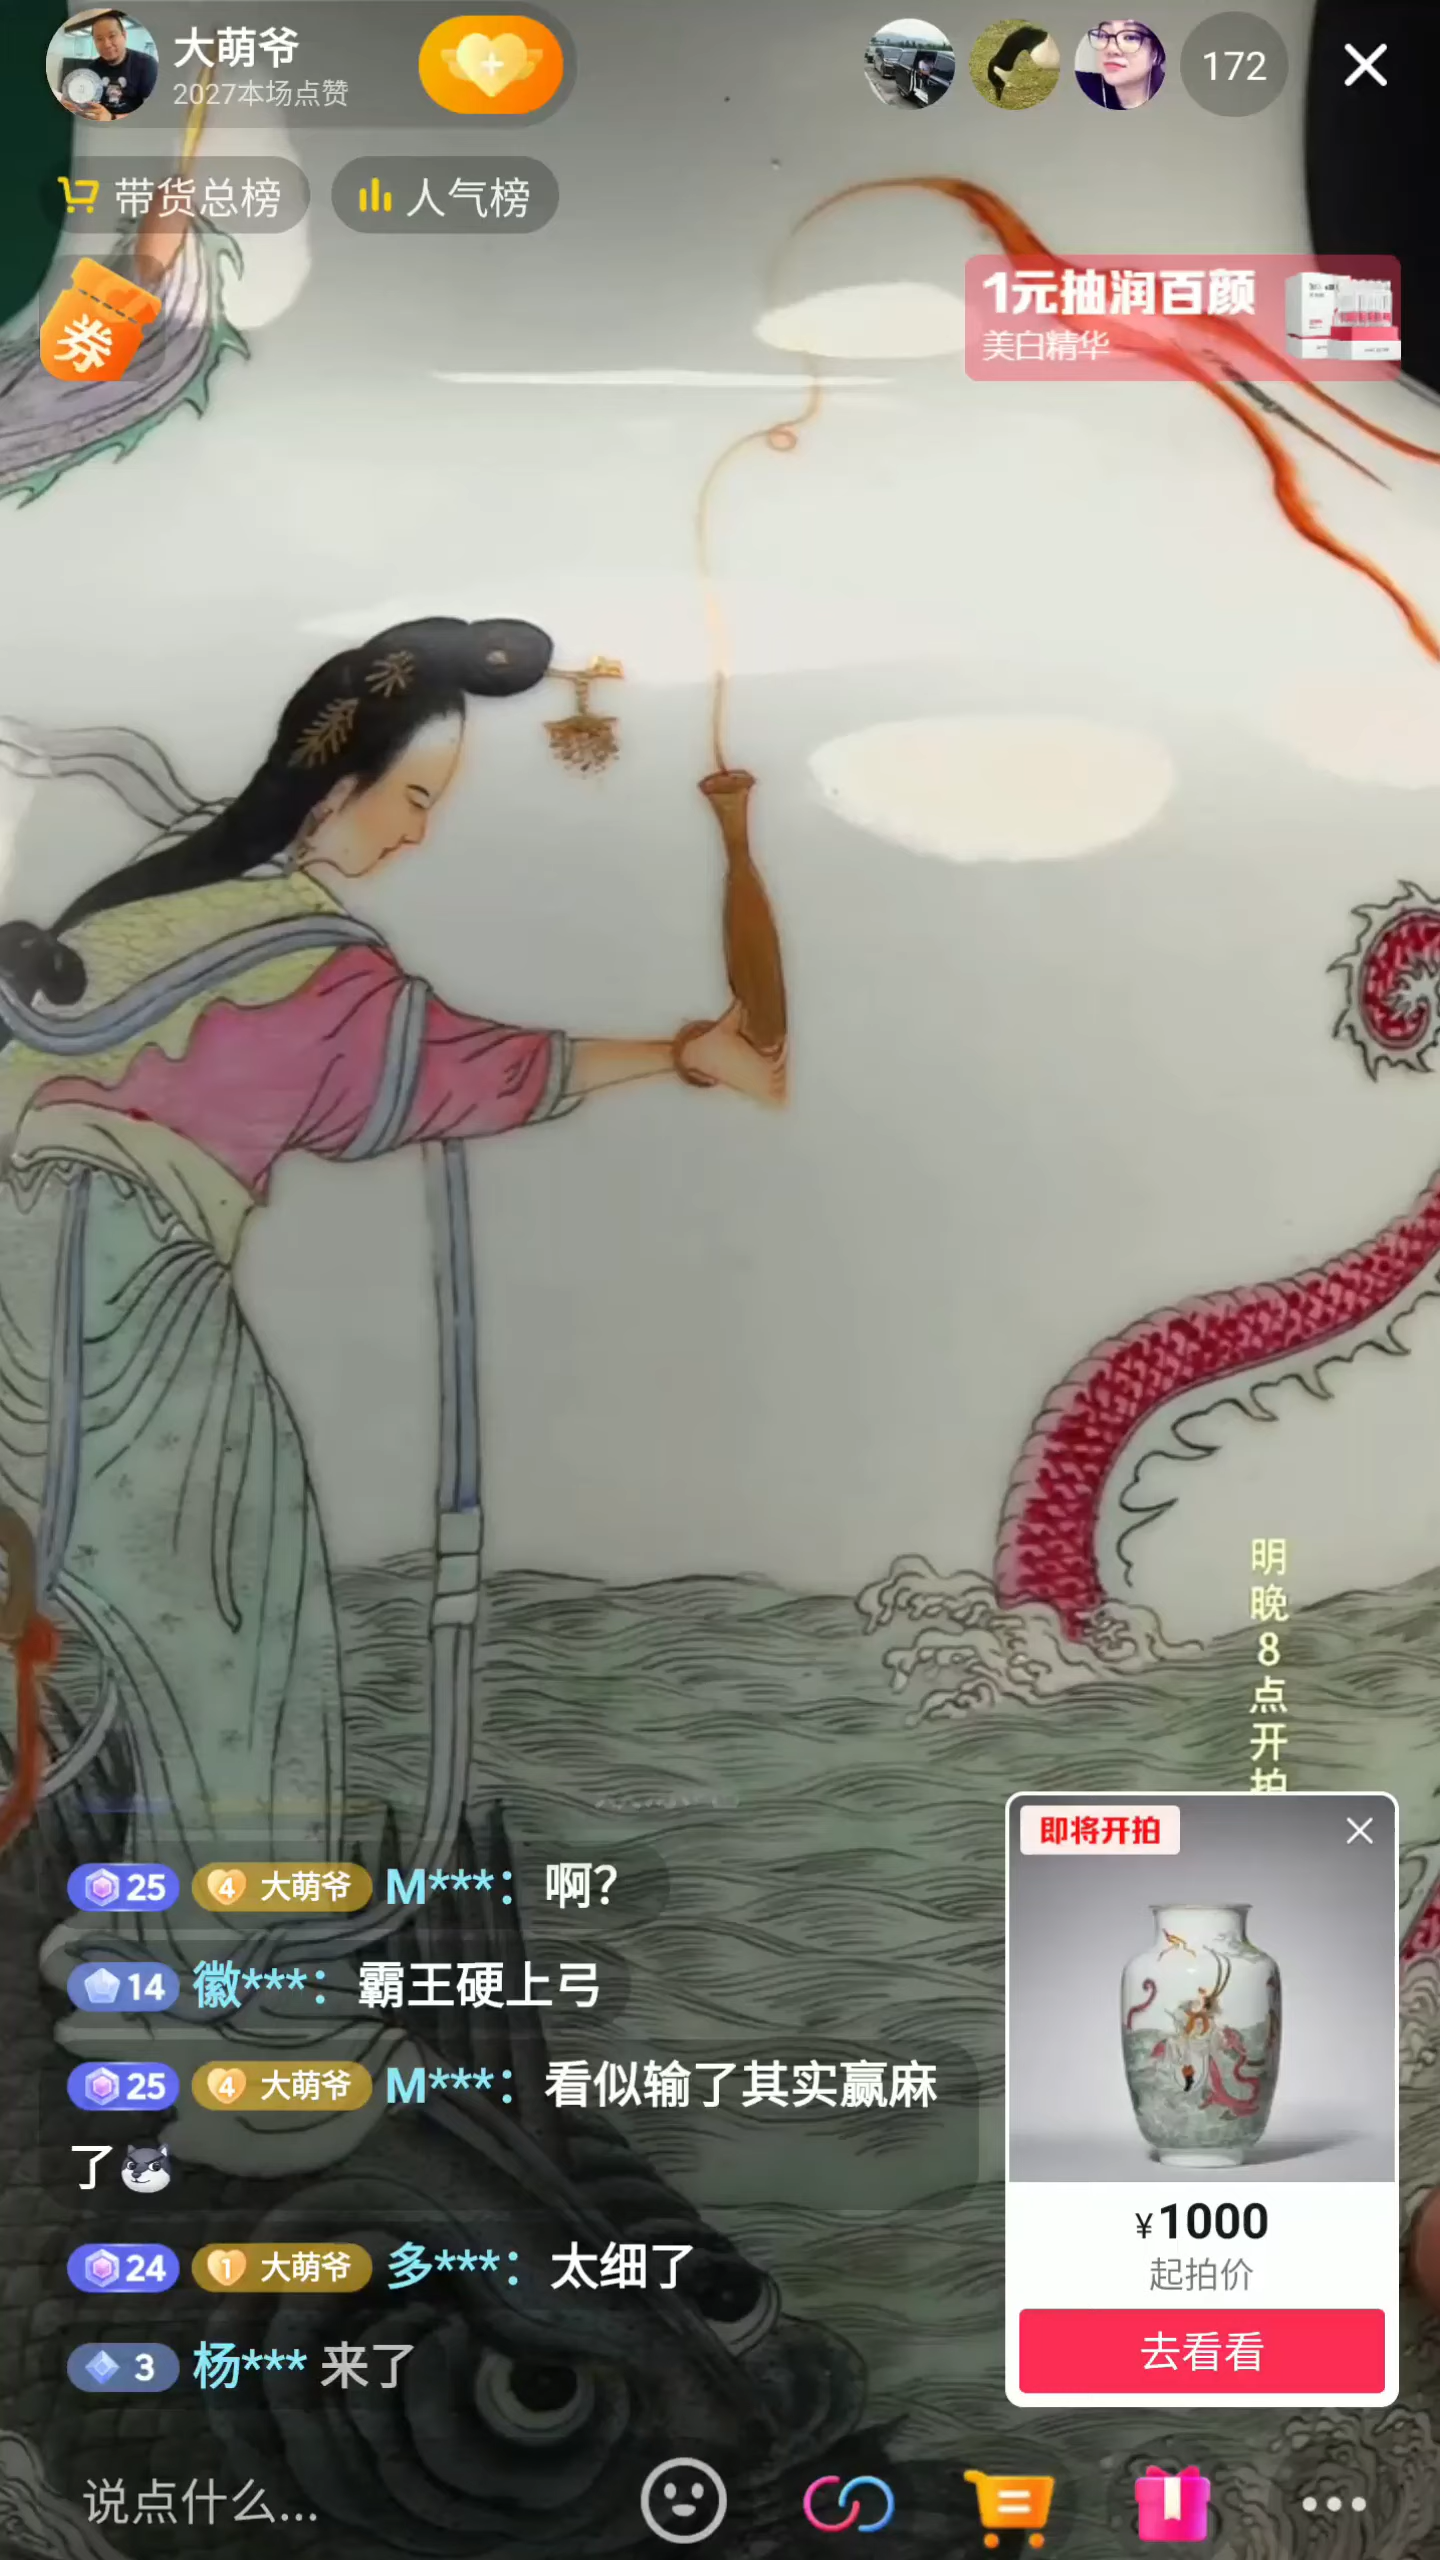 大萌爷
2027本场点赞
172
带货总榜
人气榜
券
1元抽润百颜
美白精华
明晚8点开拍
25 4 大萌爷 M***：啊？
14 徽***：霸王硬上弓
25 4 大萌爷 M***：看似输了其实赢麻
了
24 1 大萌爷 多***：太细了
3 杨*** 来了
即将开拍
¥1000
起拍价
去看看
说点什么...